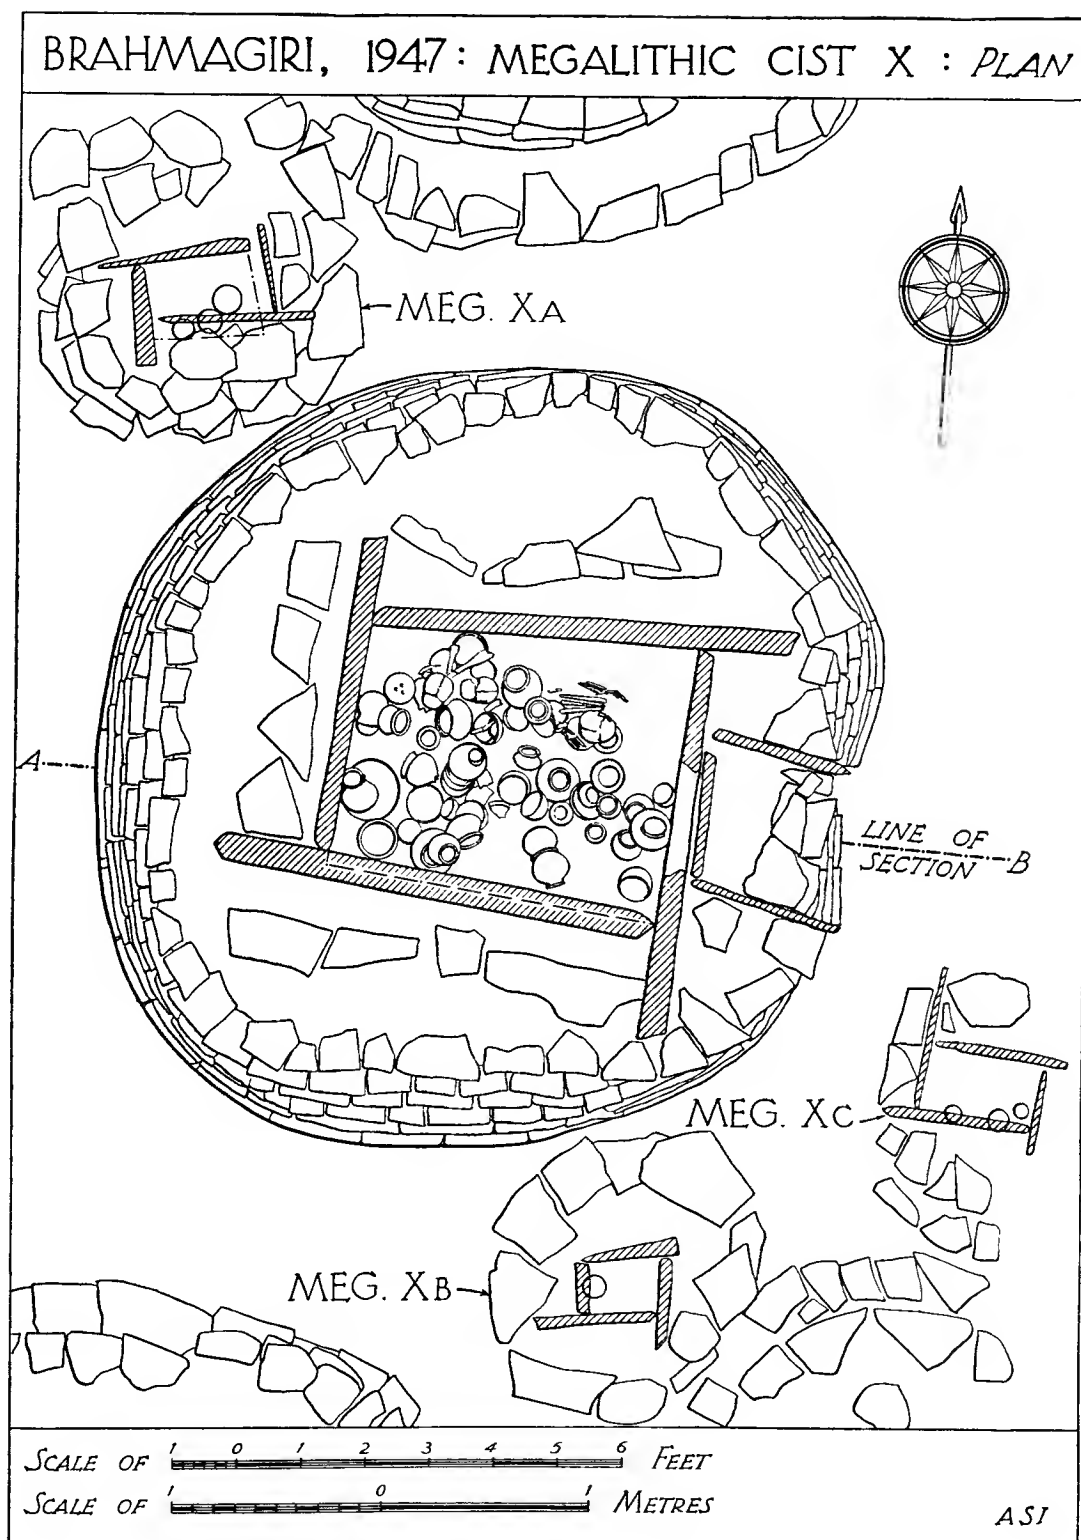 BRAHMAGIRI, 1947: MEGALITHIC CIST X: PLAN
MEG. XA
A
LINE OF
SECTION
B
MEG. XC
MEG. XB
1 0 1 2 3 4 5 6
SCALE OF FEET
1 0 1
SCALE OF METRES
ASI